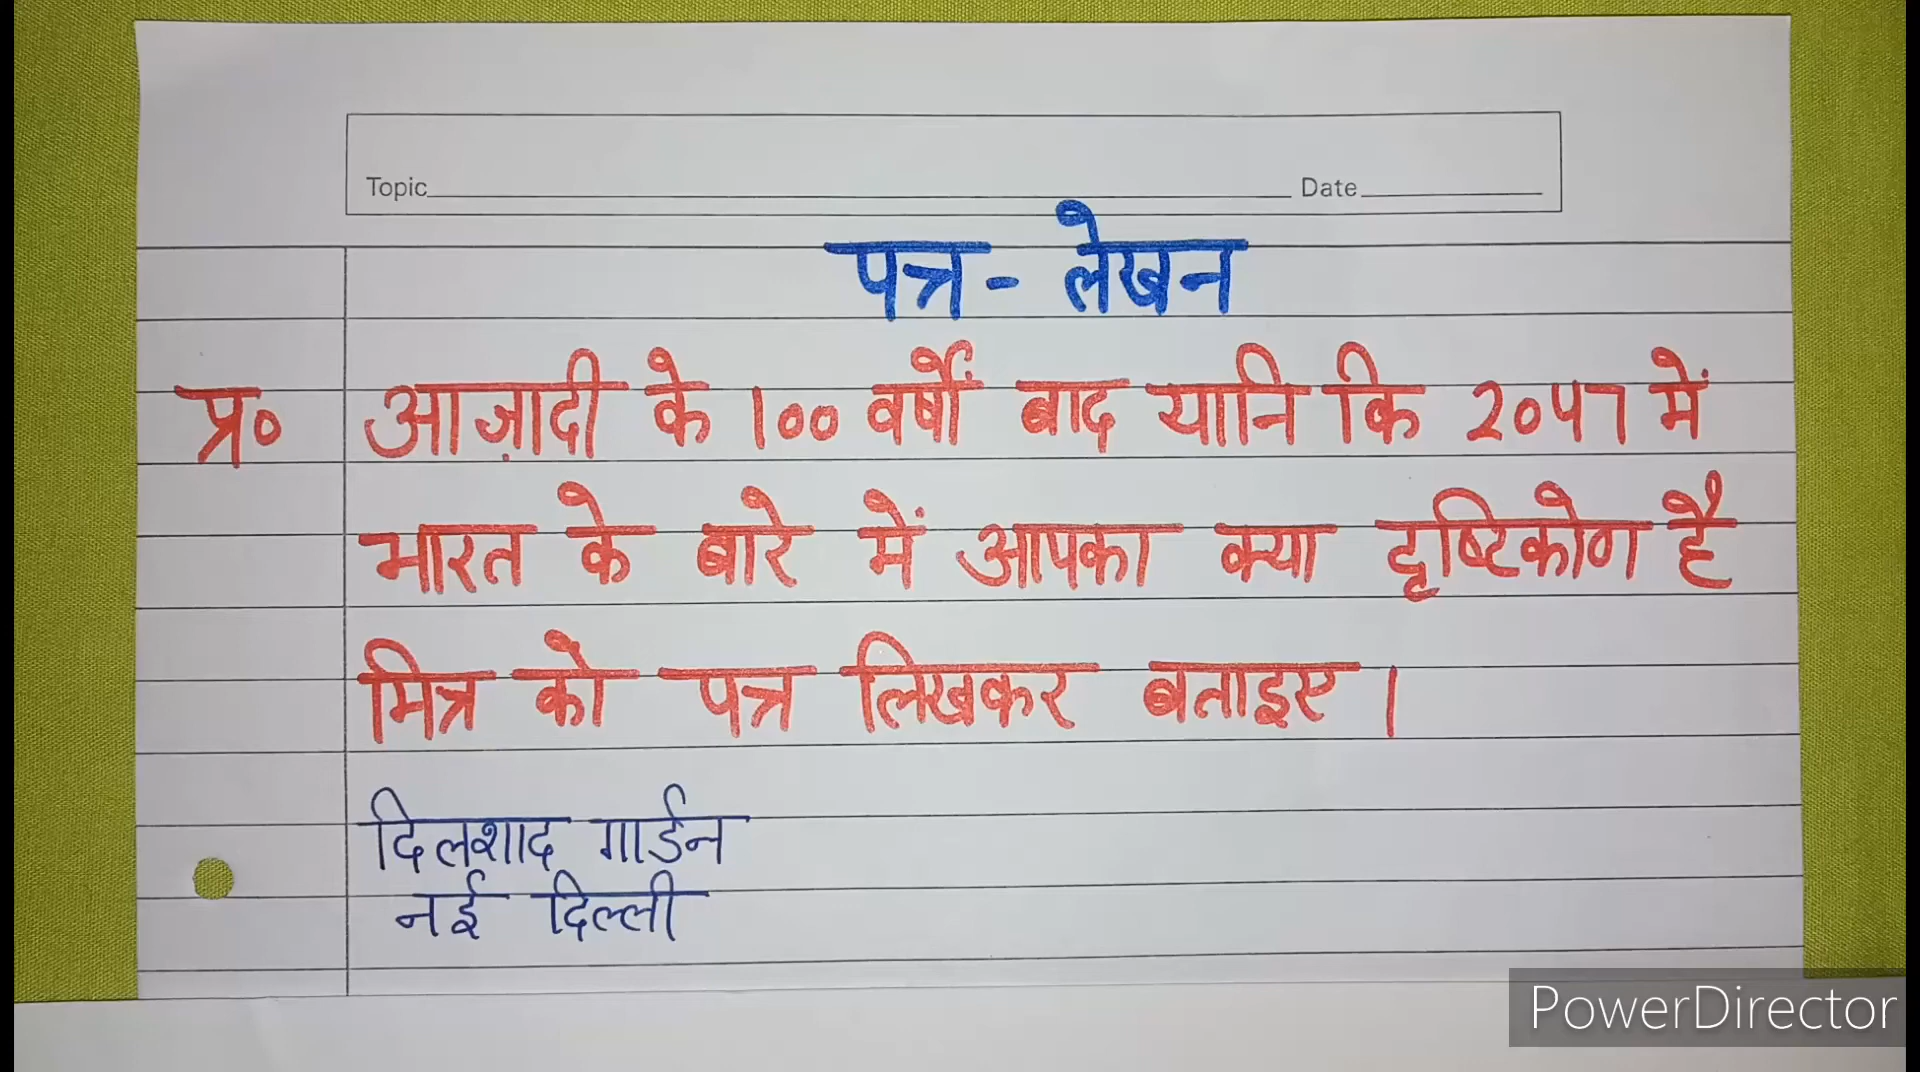 Topic Date
पत्र - लेखन
प्र० आज़ादी के 100 वर्षों बाद यानि कि 2047 में
भारत के बारे में आपका क्या दृष्टिकोण है
मित्र को पत्र लिखकर बताइए ।
दिलशाद गार्डन
नई दिल्ली
PowerDirector